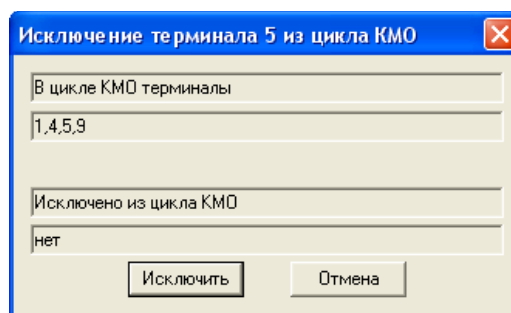 Исключение терминала 5 из цикла КМО
В цикле КМО терминалы
1,4,5,9
Исключено из цикла КМО
нет
Исключить Отмена